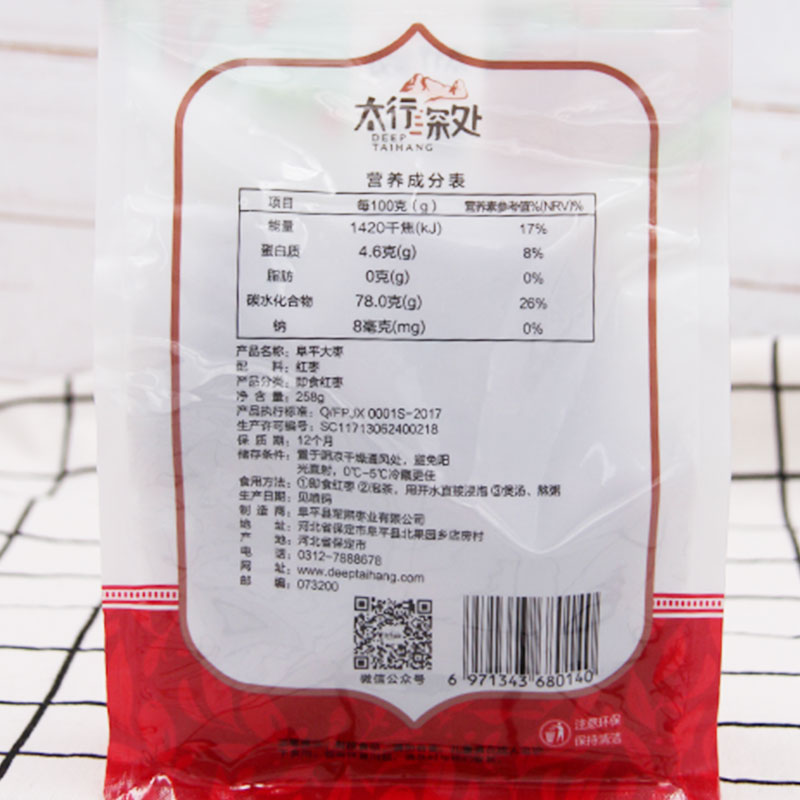 太行深处
DEEP
TAIHANG
营养成分表
项目 每100克(g) 营养素参考值%(NRV)%
能量 1420千焦(kJ) 17%
蛋白质 4.6克(g) 8%
脂肪 0克(g) 0%
碳水化合物 78.0克(g) 26%
钠 8毫克(mg) 0%
产品名称：阜平大枣
配 料：红枣
产品分类：即食红枣
净 含 量：258g
产品执行标准：Q/FPJX 0001S-2017
生产许可编号：SC11713062400218
保 质 期：12个月
储存条件：置于阴凉干燥通风处，避免阳
光直射，0℃-5℃冷藏更佳
食用方法：①即食红枣 ②泡茶，用开水直接浸泡 ③煲汤、熬粥
生产日期：见喷码
制 造 商：阜平县军熙枣业有限公司
地 址：河北省保定市阜平县北果园乡店房村
产 地：河北省保定市
电 话：0312-7888678
网 址：www.deeptaihang.com
邮 编：073200
微信公众号
6 971343 680140
注意环保
保持清洁